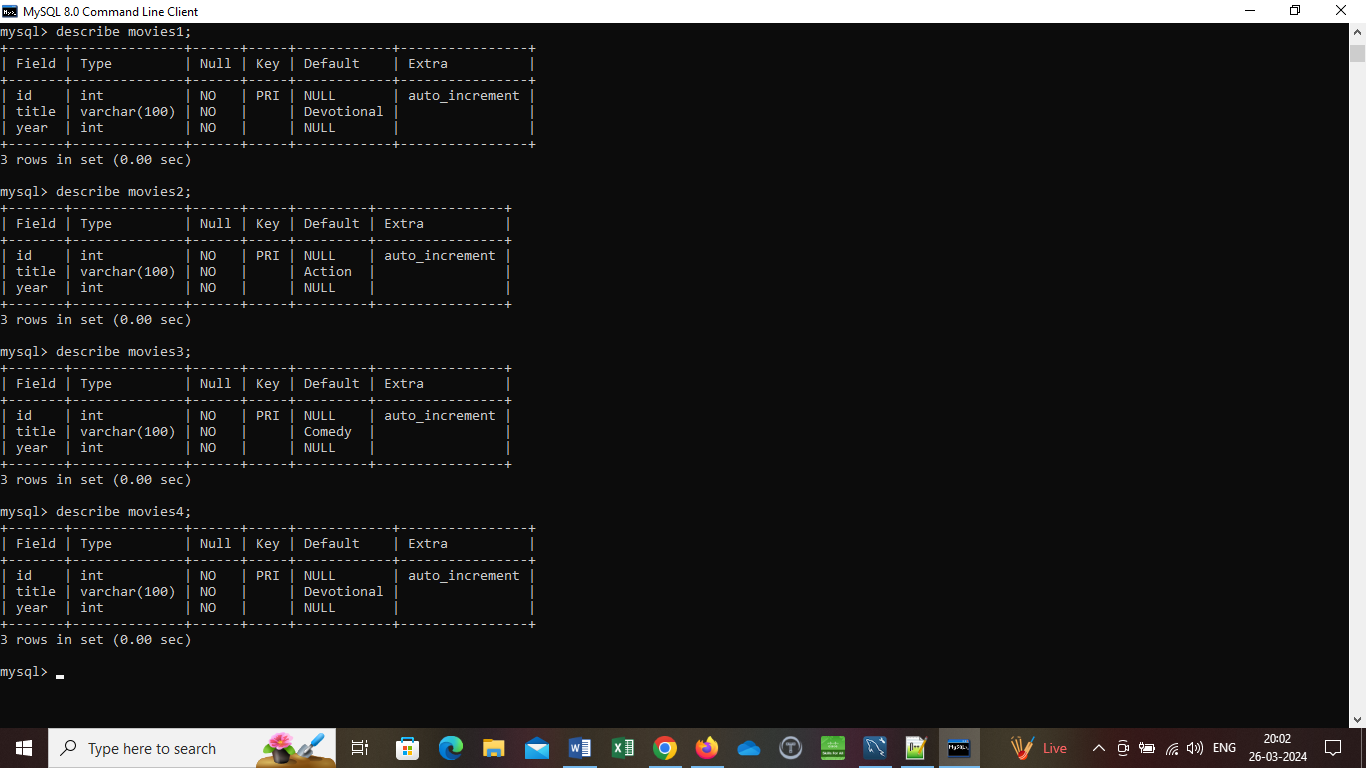 MySQL 8.0 Command Line Client
mysql> describe movies1;
+-------+--------------+------+-----+------------+----------------+
| Field | Type         | Null | Key | Default    | Extra          |
+-------+--------------+------+-----+------------+----------------+
| id    | int          | NO   | PRI | NULL       | auto_increment |
| title | varchar(100) | NO   |     | Devotional |                |
| year  | int          | NO   |     | NULL       |                |
+-------+--------------+------+-----+------------+----------------+
3 rows in set (0.00 sec)
mysql> describe movies2;
+-------+--------------+------+-----+---------+----------------+
| Field | Type         | Null | Key | Default | Extra          |
+-------+--------------+------+-----+---------+----------------+
| id    | int          | NO   | PRI | NULL    | auto_increment |
| title | varchar(100) | NO   |     | Action  |                |
| year  | int          | NO   |     | NULL    |                |
+-------+--------------+------+-----+---------+----------------+
3 rows in set (0.00 sec)
mysql> describe movies3;
+-------+--------------+------+-----+---------+----------------+
| Field | Type         | Null | Key | Default | Extra          |
+-------+--------------+------+-----+---------+----------------+
| id    | int          | NO   | PRI | NULL    | auto_increment |
| title | varchar(100) | NO   |     | Comedy  |                |
| year  | int          | NO   |     | NULL    |                |
+-------+--------------+------+-----+---------+----------------+
3 rows in set (0.00 sec)
mysql> describe movies4;
+-------+--------------+------+-----+------------+----------------+
| Field | Type         | Null | Key | Default    | Extra          |
+-------+--------------+------+-----+------------+----------------+
| id    | int          | NO   | PRI | NULL       | auto_increment |
| title | varchar(100) | NO   |     | Devotional |                |
| year  | int          | NO   |     | NULL       |                |
+-------+--------------+------+-----+------------+----------------+
3 rows in set (0.00 sec)
mysql>
Type here to search
Live
ENG
20:02
26-03-2024